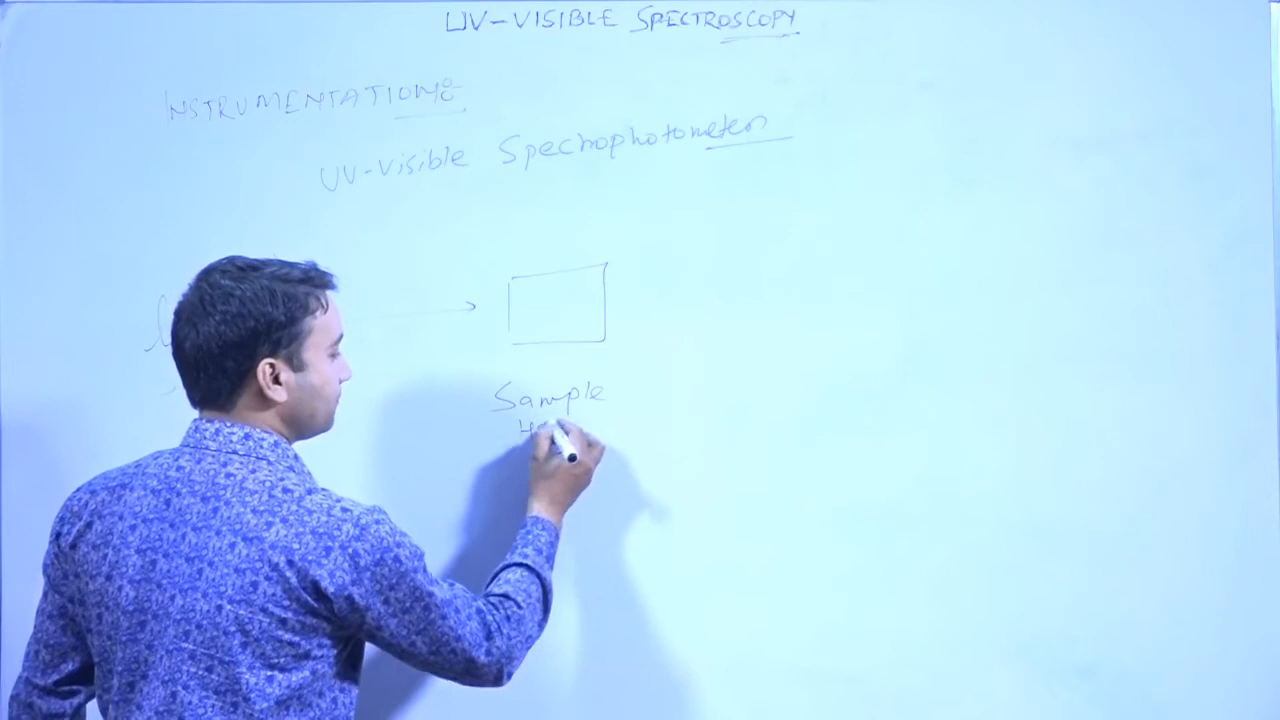 UV-VISIBLE SPECTROSCOPY
INSTRUMENTATION:-
UV-Visible Spectrophotometer
Sample